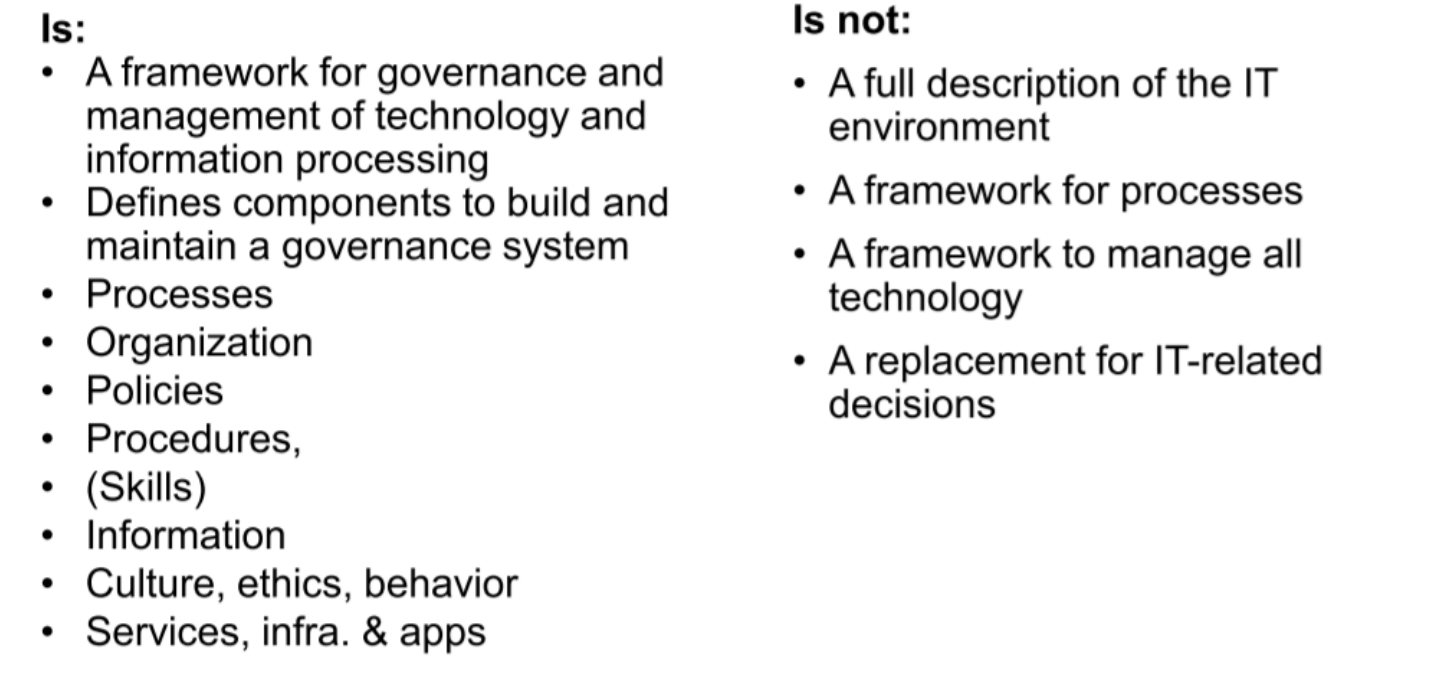 Is:
• A framework for governance and
management of technology and
information processing
• Defines components to build and
maintain a governance system
• Processes
• Organization
• Policies
• Procedures,
• (Skills)
• Information
• Culture, ethics, behavior
• Services, infra. & apps
Is not:
• A full description of the IT
environment
• A framework for processes
• A framework to manage all
technology
• A replacement for IT-related
decisions